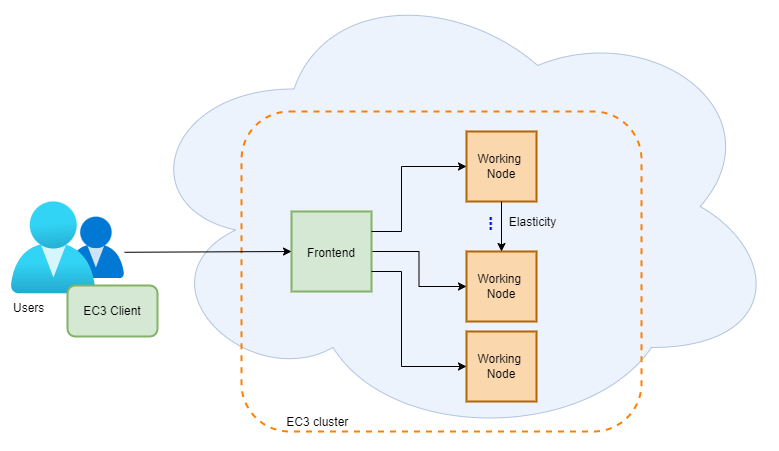 Working
Node
Elasticity
Frontend
Working
Node
Users
EC3 Client
Working
Node
EC3 cluster